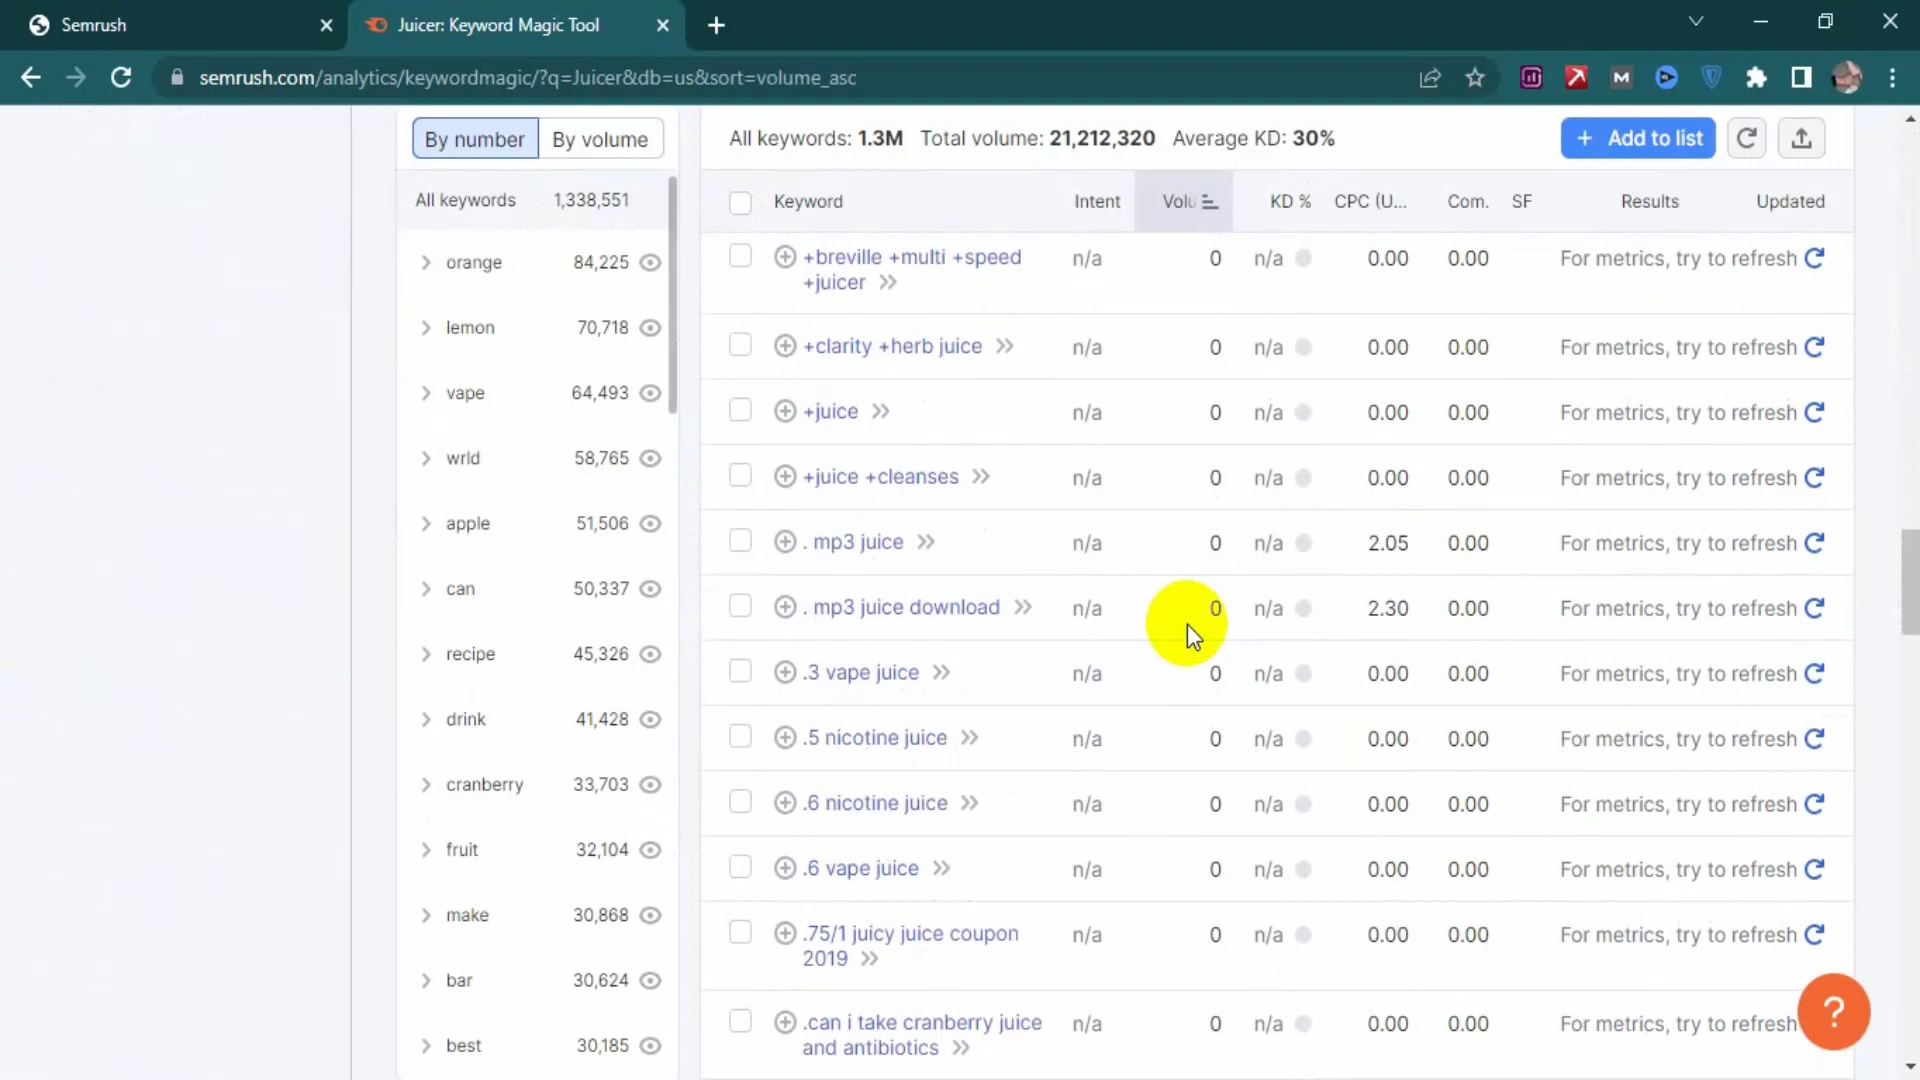 Semrush
Juicer: Keyword Magic Tool
semrush.com/analytics/keywordmagic/?q=Juicer&db=us&sort=volume_asc
By number By volume
All keywords: 1.3M Total volume: 21,212,320 Average KD: 30%
+ Add to list
All keywords 1,338,551
orange 84,225
lemon 70,718
vape 64,493
wrld 58,765
apple 51,506
can 50,337
recipe 45,326
drink 41,428
cranberry 33,703
fruit 32,104
make 30,868
bar 30,624
best 30,185
Keyword Intent Volu KD % CPC (U... Com. SF Results Updated
+breville +multi +speed
+juicer
n/a 0 n/a 0.00 0.00 For metrics, try to refresh
+clarity +herb juice n/a 0 n/a 0.00 0.00 For metrics, try to refresh
+juice n/a 0 n/a 0.00 0.00 For metrics, try to refresh
+juice +cleanses n/a 0 n/a 0.00 0.00 For metrics, try to refresh
. mp3 juice n/a 0 n/a 2.05 0.00 For metrics, try to refresh
. mp3 juice download n/a 0 n/a 2.30 0.00 For metrics, try to refresh
.3 vape juice n/a 0 n/a 0.00 0.00 For metrics, try to refresh
.5 nicotine juice n/a 0 n/a 0.00 0.00 For metrics, try to refresh
.6 nicotine juice n/a 0 n/a 0.00 0.00 For metrics, try to refresh
.6 vape juice n/a 0 n/a 0.00 0.00 For metrics, try to refresh
.75/1 juicy juice coupon
2019
n/a 0 n/a 0.00 0.00 For metrics, try to refresh
.can i take cranberry juice
and antibiotics
n/a 0 n/a 0.00 0.00 For metrics, try to refresh
?